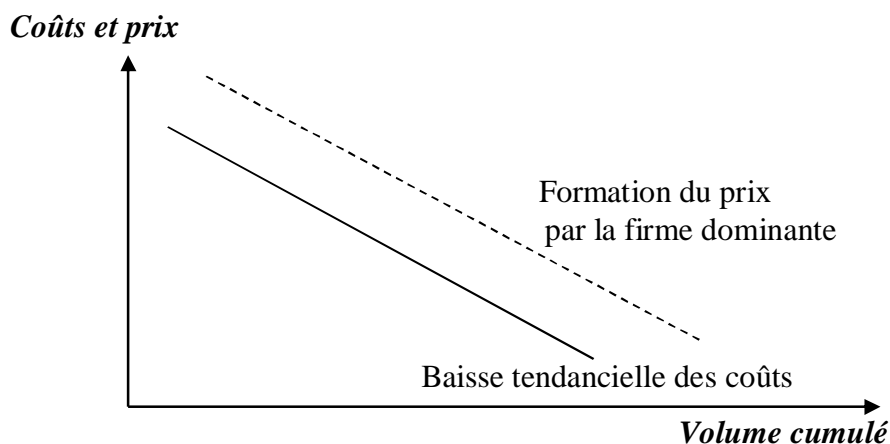 Coûts et prix
Formation du prix
par la firme dominante
Baisse tendancielle des coûts
Volume cumulé